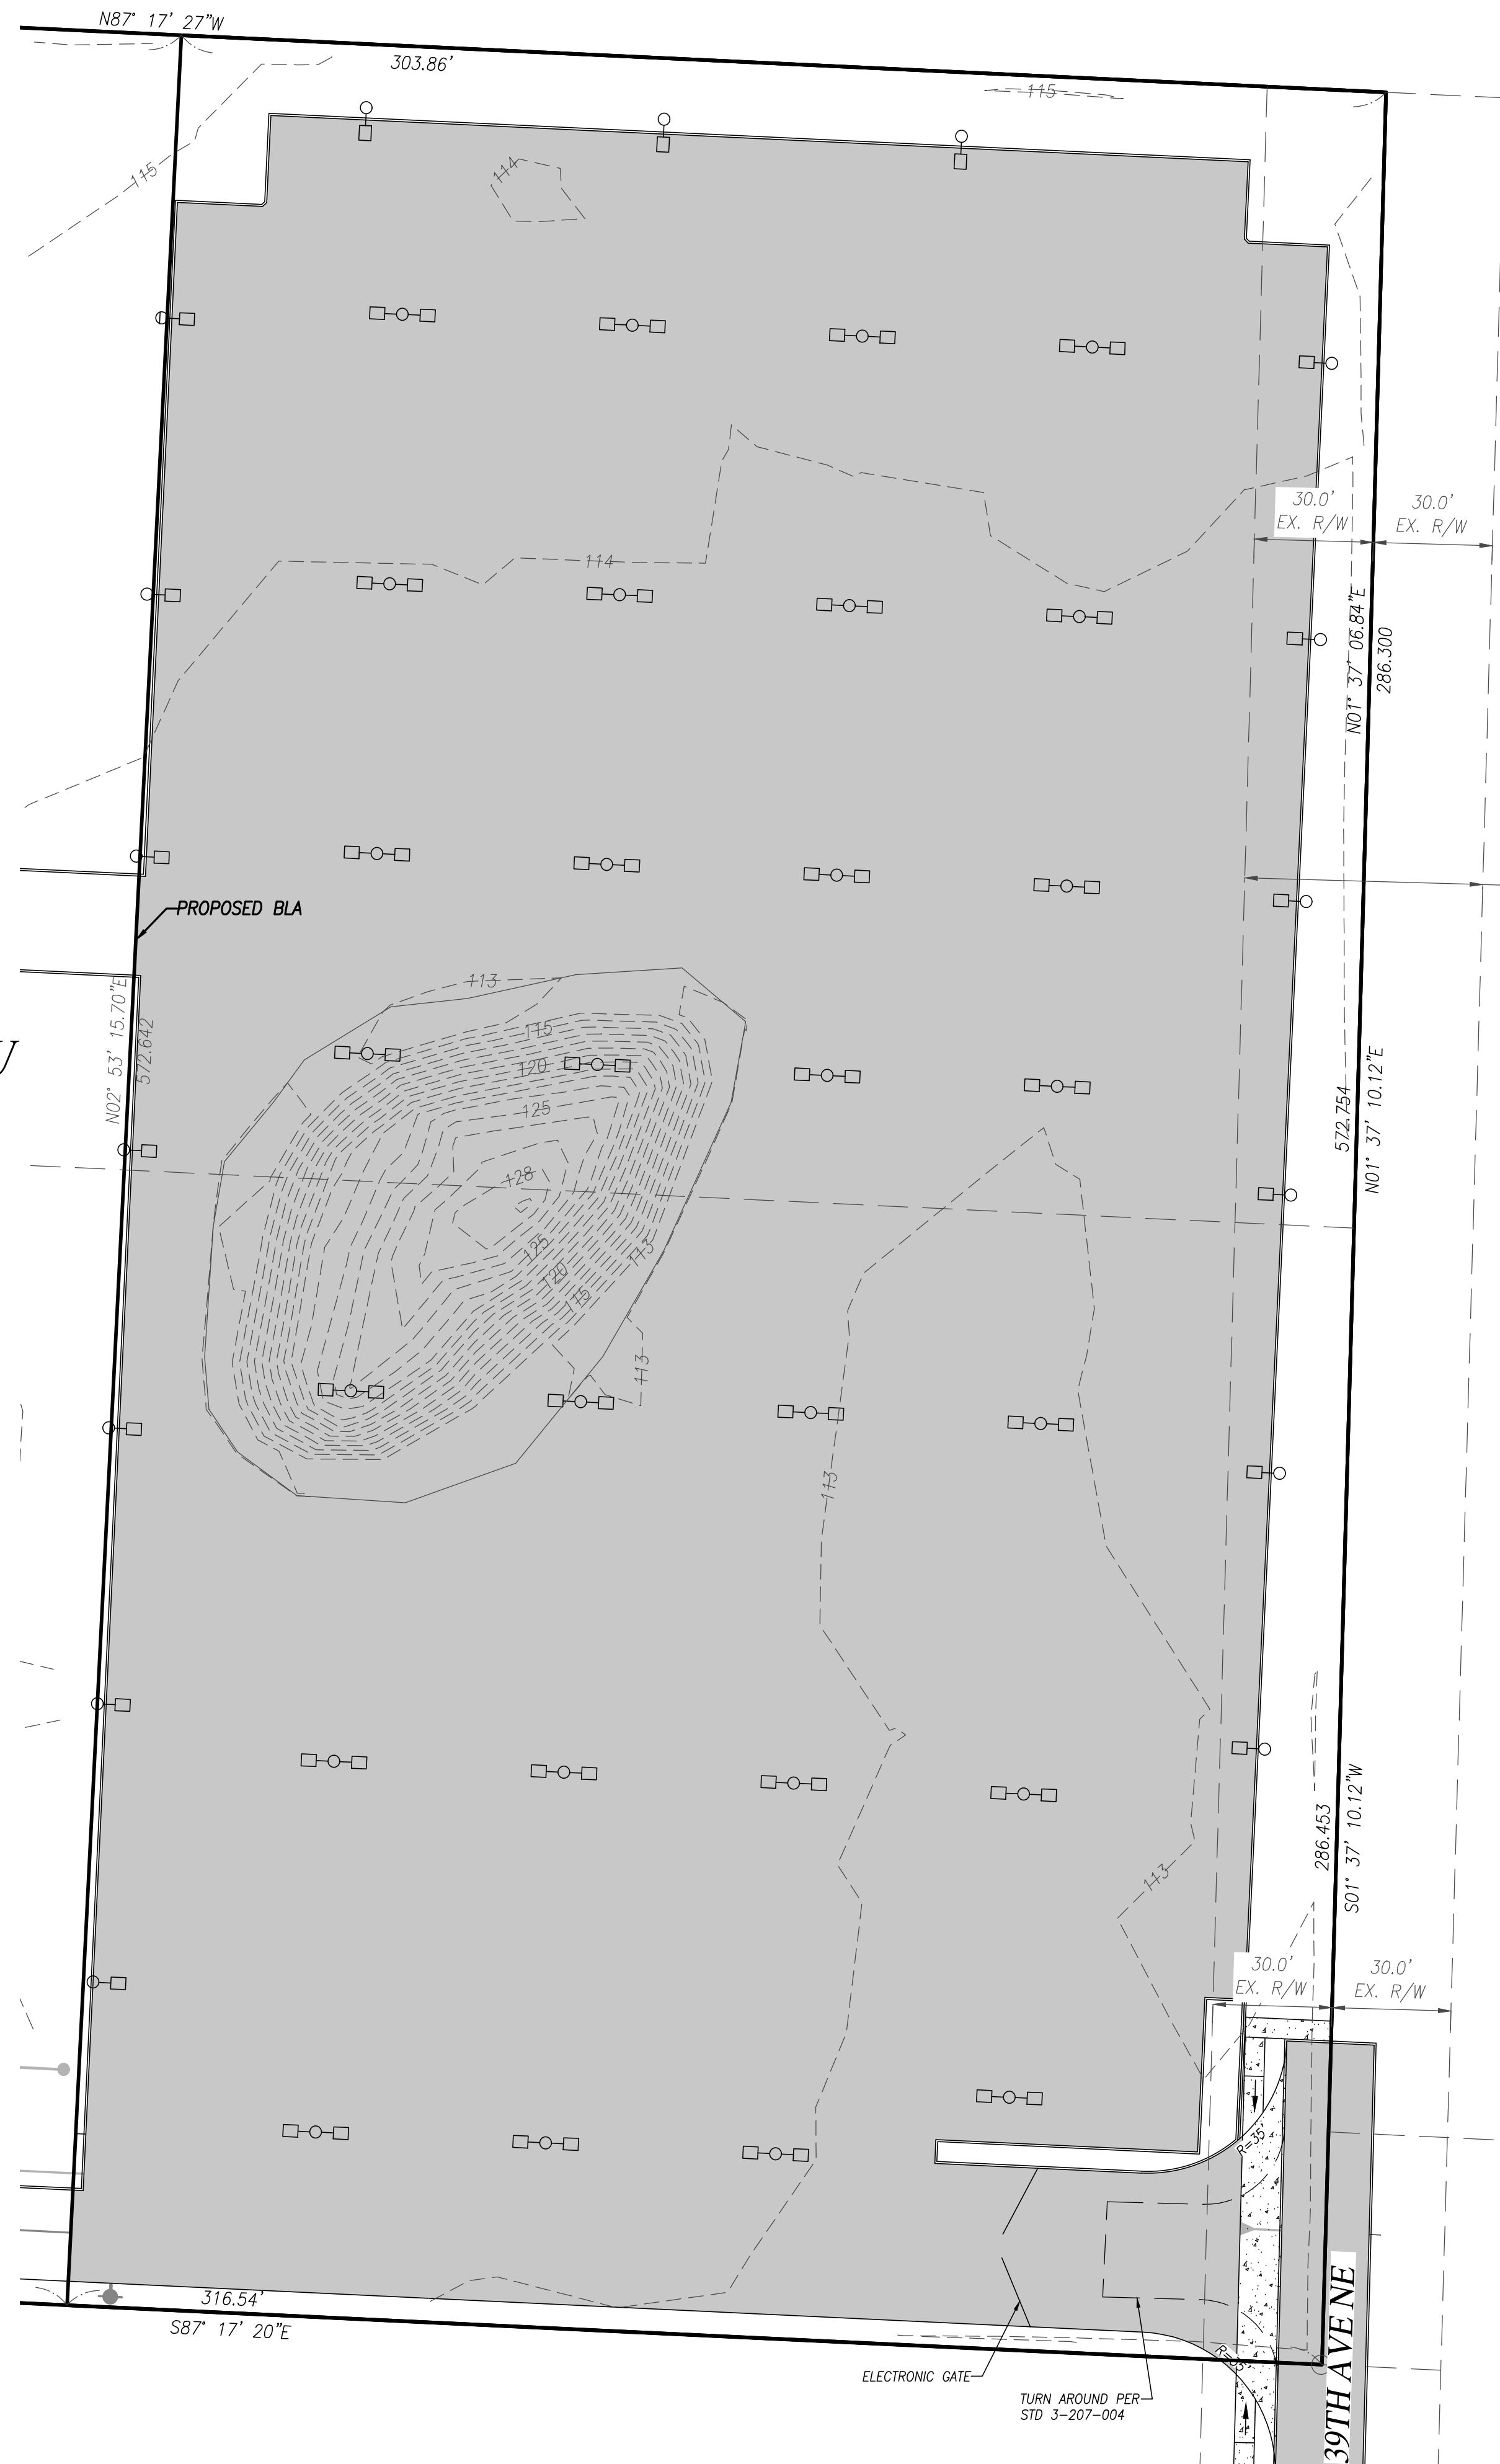 N87° 17' 27"W
303.86'
115
115
114
30.0'
EX. R/W
30.0'
EX. R/W
114
N01° 37' 06.84"E
286.300
PROPOSED BLA
N02° 53' 15.70"E
572.642
113
115
120
125
128
125
120
115
113
113
113
572.754
N01° 37' 10.12"E
286.453
S01° 37' 10.12"W
113
30.0'
EX. R/W
30.0'
EX. R/W
R=35'
316.54'
S87° 17' 20"E
R=35'
ELECTRONIC GATE
TURN AROUND PER
STD 3-207-004
39TH AVE NE